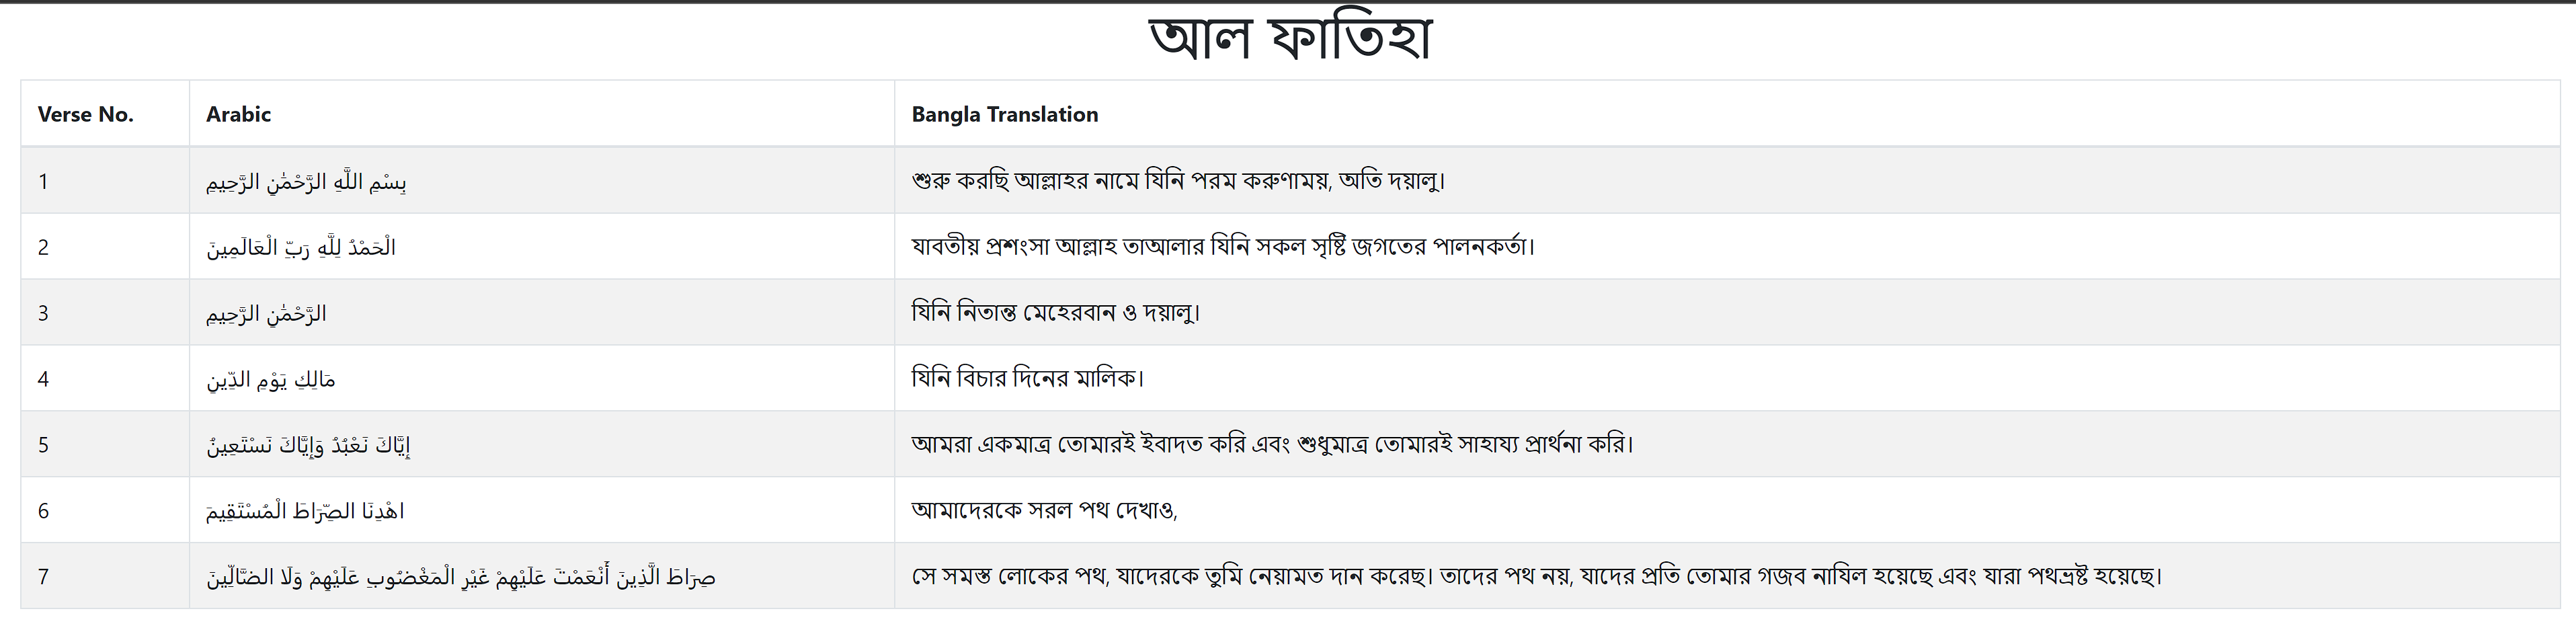 আল ফাতিহা
Verse No. Arabic Bangla Translation
1 بِسْمِ اللَّهِ الرَّحْمَٰنِ الرَّحِيمِ শুরু করছি আল্লাহর নামে যিনি পরম করুণাময়, অতি দয়ালু।
2 الْحَمْدُ لِلَّهِ رَبِّ الْعَالَمِينَ যাবতীয় প্রশংসা আল্লাহ তাআলার যিনি সকল সৃষ্টি জগতের পালনকর্তা।
3 الرَّحْمَٰنِ الرَّحِيمِ যিনি নিতান্ত মেহেরবান ও দয়ালু।
4 مَالِكِ يَوْمِ الدِّينِ যিনি বিচার দিনের মালিক।
5 إِيَّاكَ نَعْبُدُ وَإِيَّاكَ نَسْتَعِينُ আমরা একমাত্র তোমারই ইবাদত করি এবং শুধুমাত্র তোমারই সাহায্য প্রার্থনা করি।
6 اهْدِنَا الصِّرَاطَ الْمُسْتَقِيمَ আমাদেরকে সরল পথ দেখাও,
7 صِرَاطَ الَّذِينَ أَنْعَمْتَ عَلَيْهِمْ غَيْرِ الْمَغْضُوبِ عَلَيْهِمْ وَلَا الضَّالِّينَ সে সমস্ত লোকের পথ, যাদেরকে তুমি নেয়ামত দান করেছ। তাদের পথ নয়, যাদের প্রতি তোমার গজব নাযিল হয়েছে এবং যারা পথভ্রষ্ট হয়েছে।